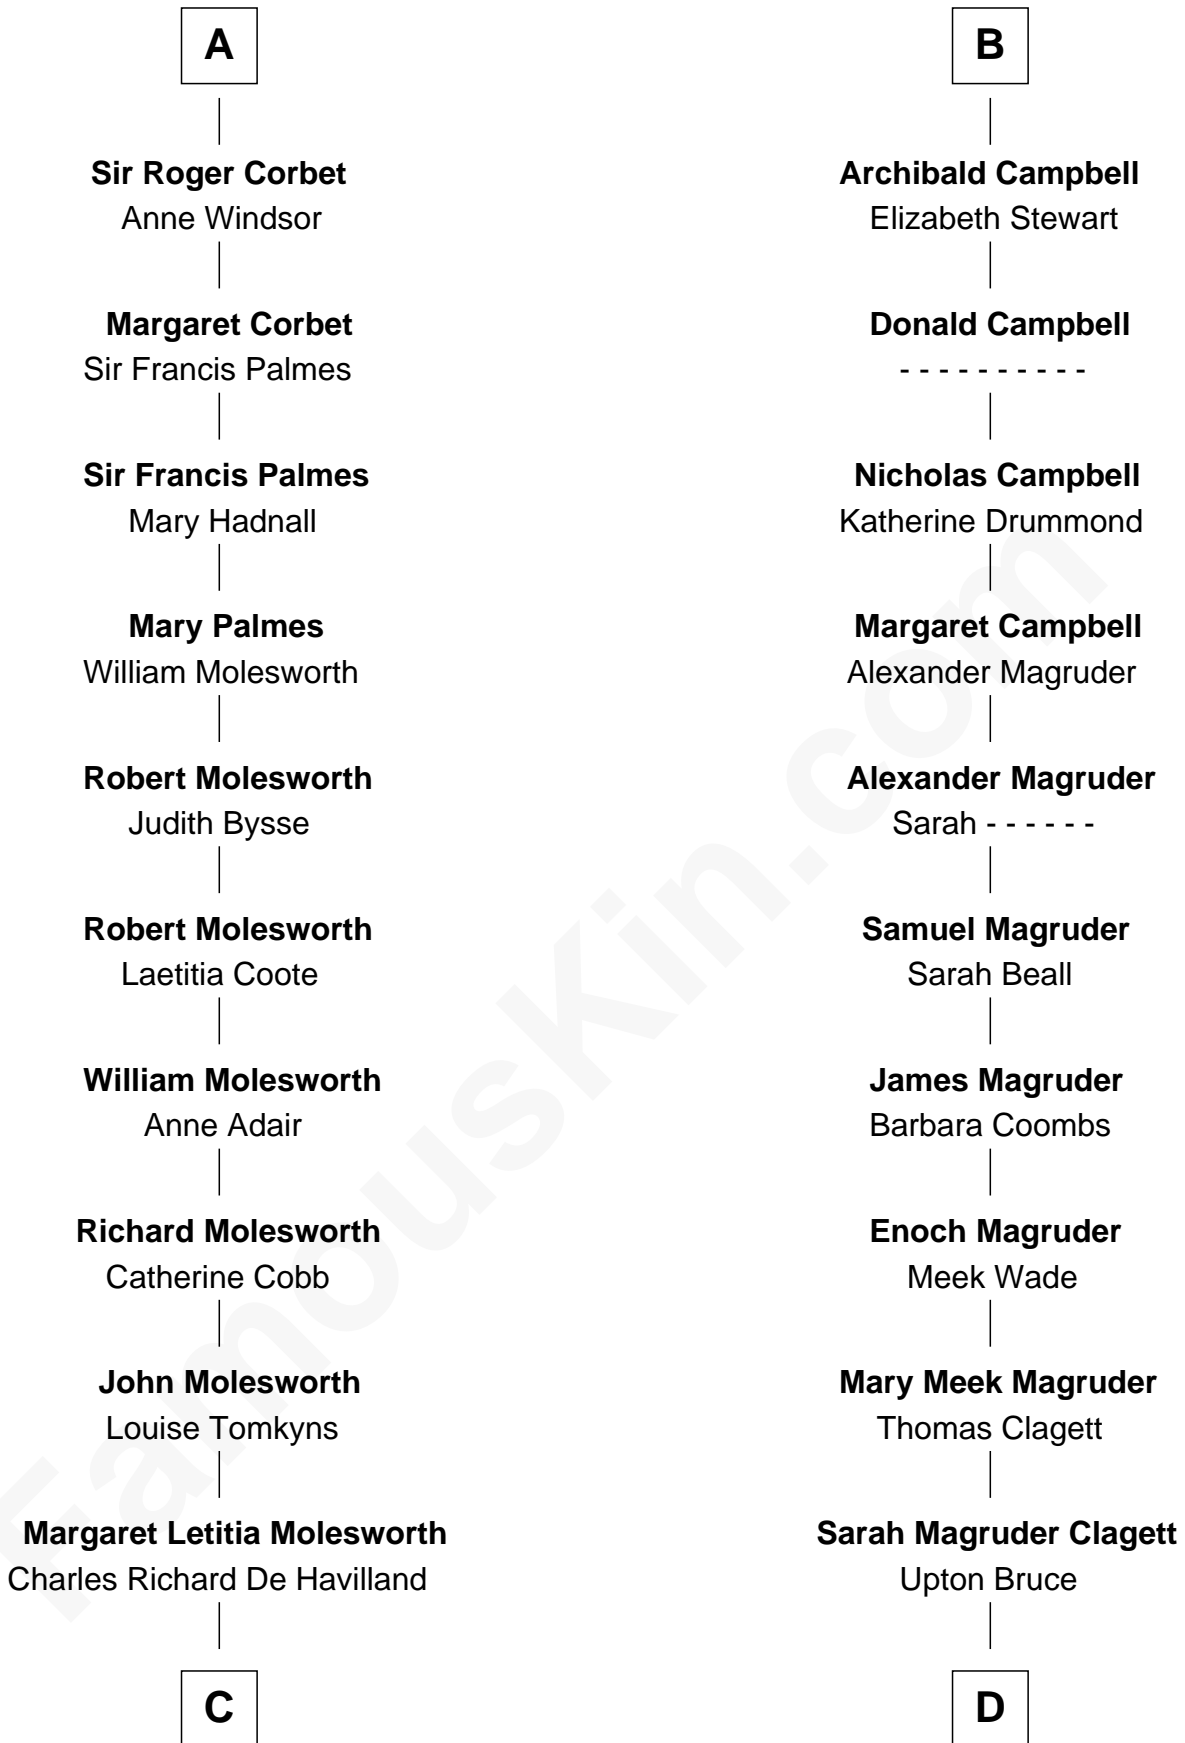 A
Sir Roger Corbet
Anne Windsor
Margaret Corbet
Sir Francis Palmes
Sir Francis Palmes
Mary Hadnall
Mary Palmes
William Molesworth
Robert Molesworth
Judith Bysse
Robert Molesworth
Laetitia Coote
William Molesworth
Anne Adair
Richard Molesworth
Catherine Cobb
John Molesworth
Louise Tomkyns
Margaret Letitia Molesworth
Charles Richard De Havilland
C
B
Archibald Campbell
Elizabeth Stewart
Donald Campbell
- - - - - - - - - -
Nicholas Campbell
Katherine Drummond
Margaret Campbell
Alexander Magruder
Alexander Magruder
Sarah - - - - - -
Samuel Magruder
Sarah Beall
James Magruder
Barbara Coombs
Enoch Magruder
Meek Wade
Mary Meek Magruder
Thomas Clagett
Sarah Magruder Clagett
Upton Bruce
D
FamousKin.com